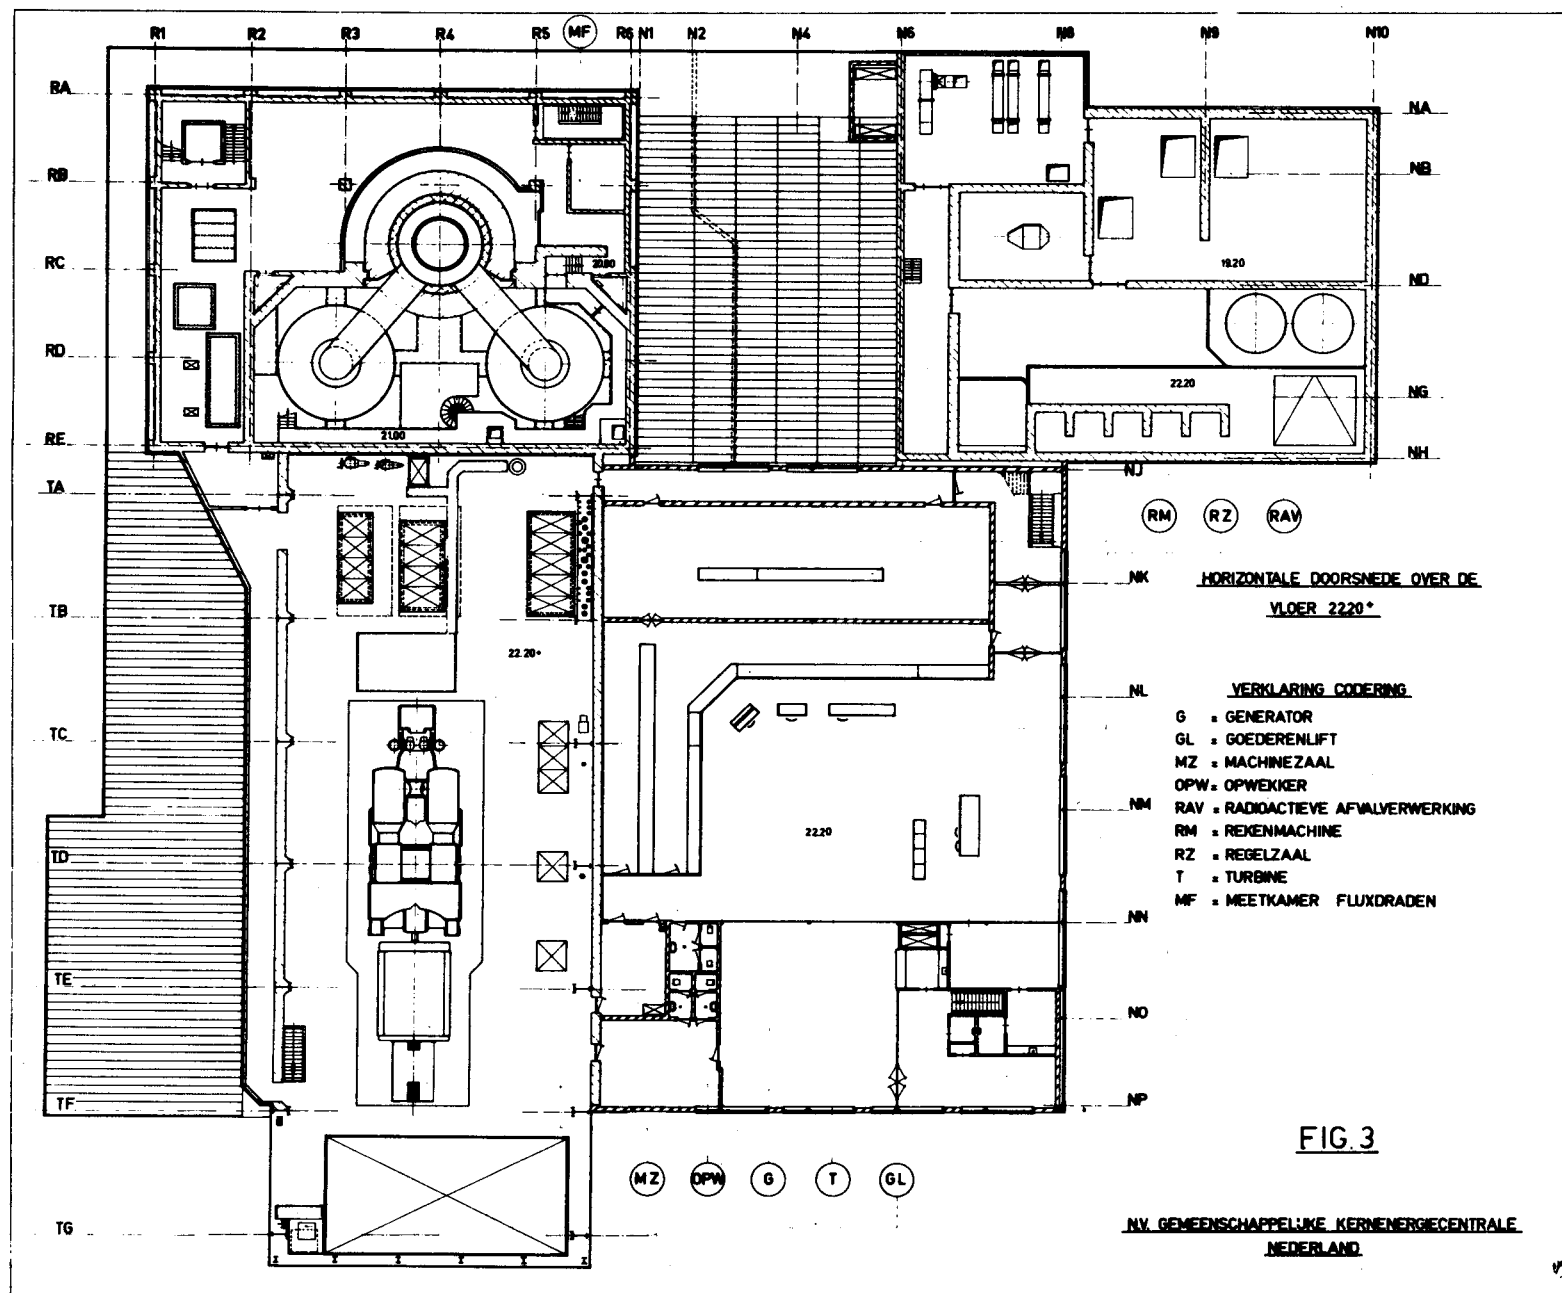 R1 R2 R3 R4 R5 MF R6 N1 N2 N4 N6 N8 N9 N10
RA
NA
RB
NB
RC
20.80
19.20
ND
RD
22.20
NG
RE
21.00
NH
NJ
TA
RM RZ RAV
NK
HORIZONTALE DOORSNEDE OVER DE
VLOER 22.20+
TB
22.20+
NL
VERKLARING CODERING
G = GENERATOR
TC
GL = GOEDERENLIFT
MZ = MACHINEZAAL
OPW = OPWEKKER
NM
RAV = RADIOACTIEVE AFVALVERWERKING
22.20
RM = REKENMACHINE
TD
RZ = REGELZAAL
T = TURBINE
MF = MEETKAMER FLUXDRADEN
NN
TE
NO
TF
NP
FIG. 3
MZ OPW G T GL
TG
N.V. GEMEENSCHAPPELIJKE KERNENERGIECENTRALE
NEDERLAND